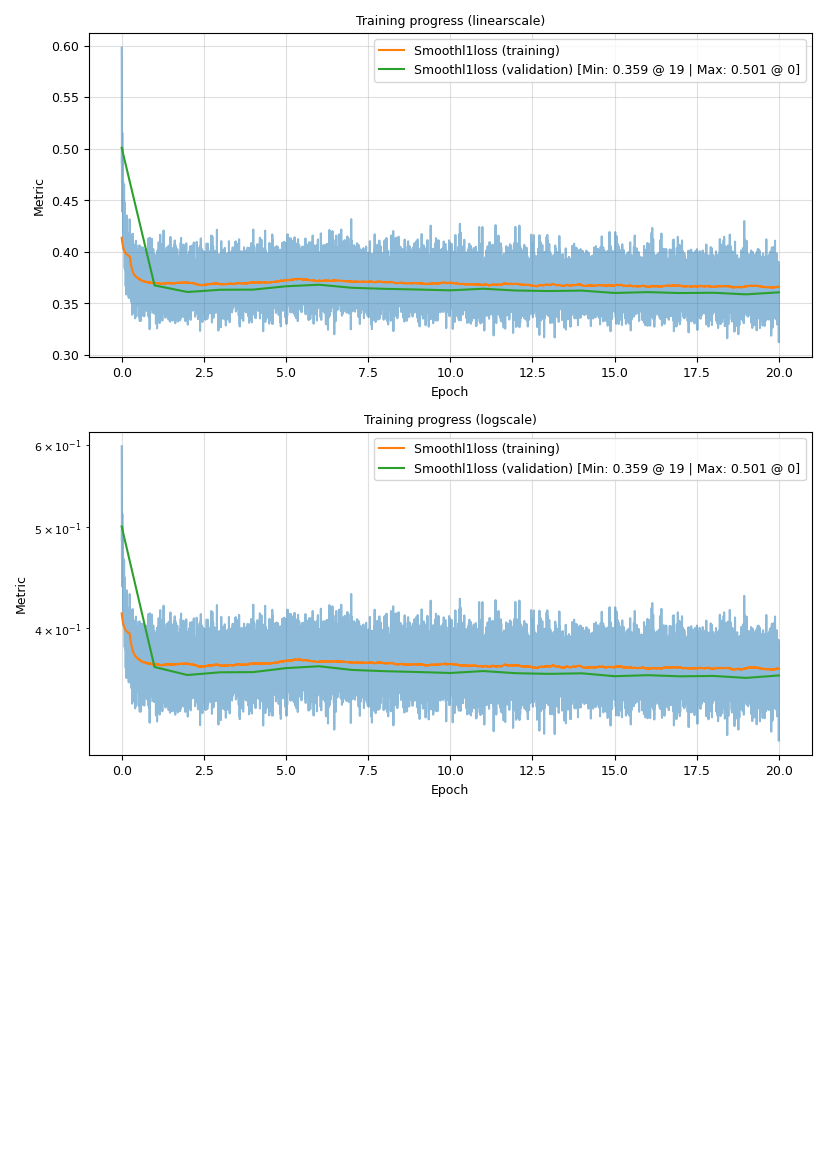 Training progress (linearscale)
Smoothl1loss (training)
Smoothl1loss (validation) [Min: 0.359 @ 19 | Max: 0.501 @ 0]
0.60
0.55
0.50
0.45
0.40
0.35
0.30
Metric
0.0 2.5 5.0 7.5 10.0 12.5 15.0 17.5 20.0
Epoch
Training progress (logscale)
Smoothl1loss (training)
Smoothl1loss (validation) [Min: 0.359 @ 19 | Max: 0.501 @ 0]
6 × 10⁻¹
5 × 10⁻¹
4 × 10⁻¹
Metric
0.0 2.5 5.0 7.5 10.0 12.5 15.0 17.5 20.0
Epoch